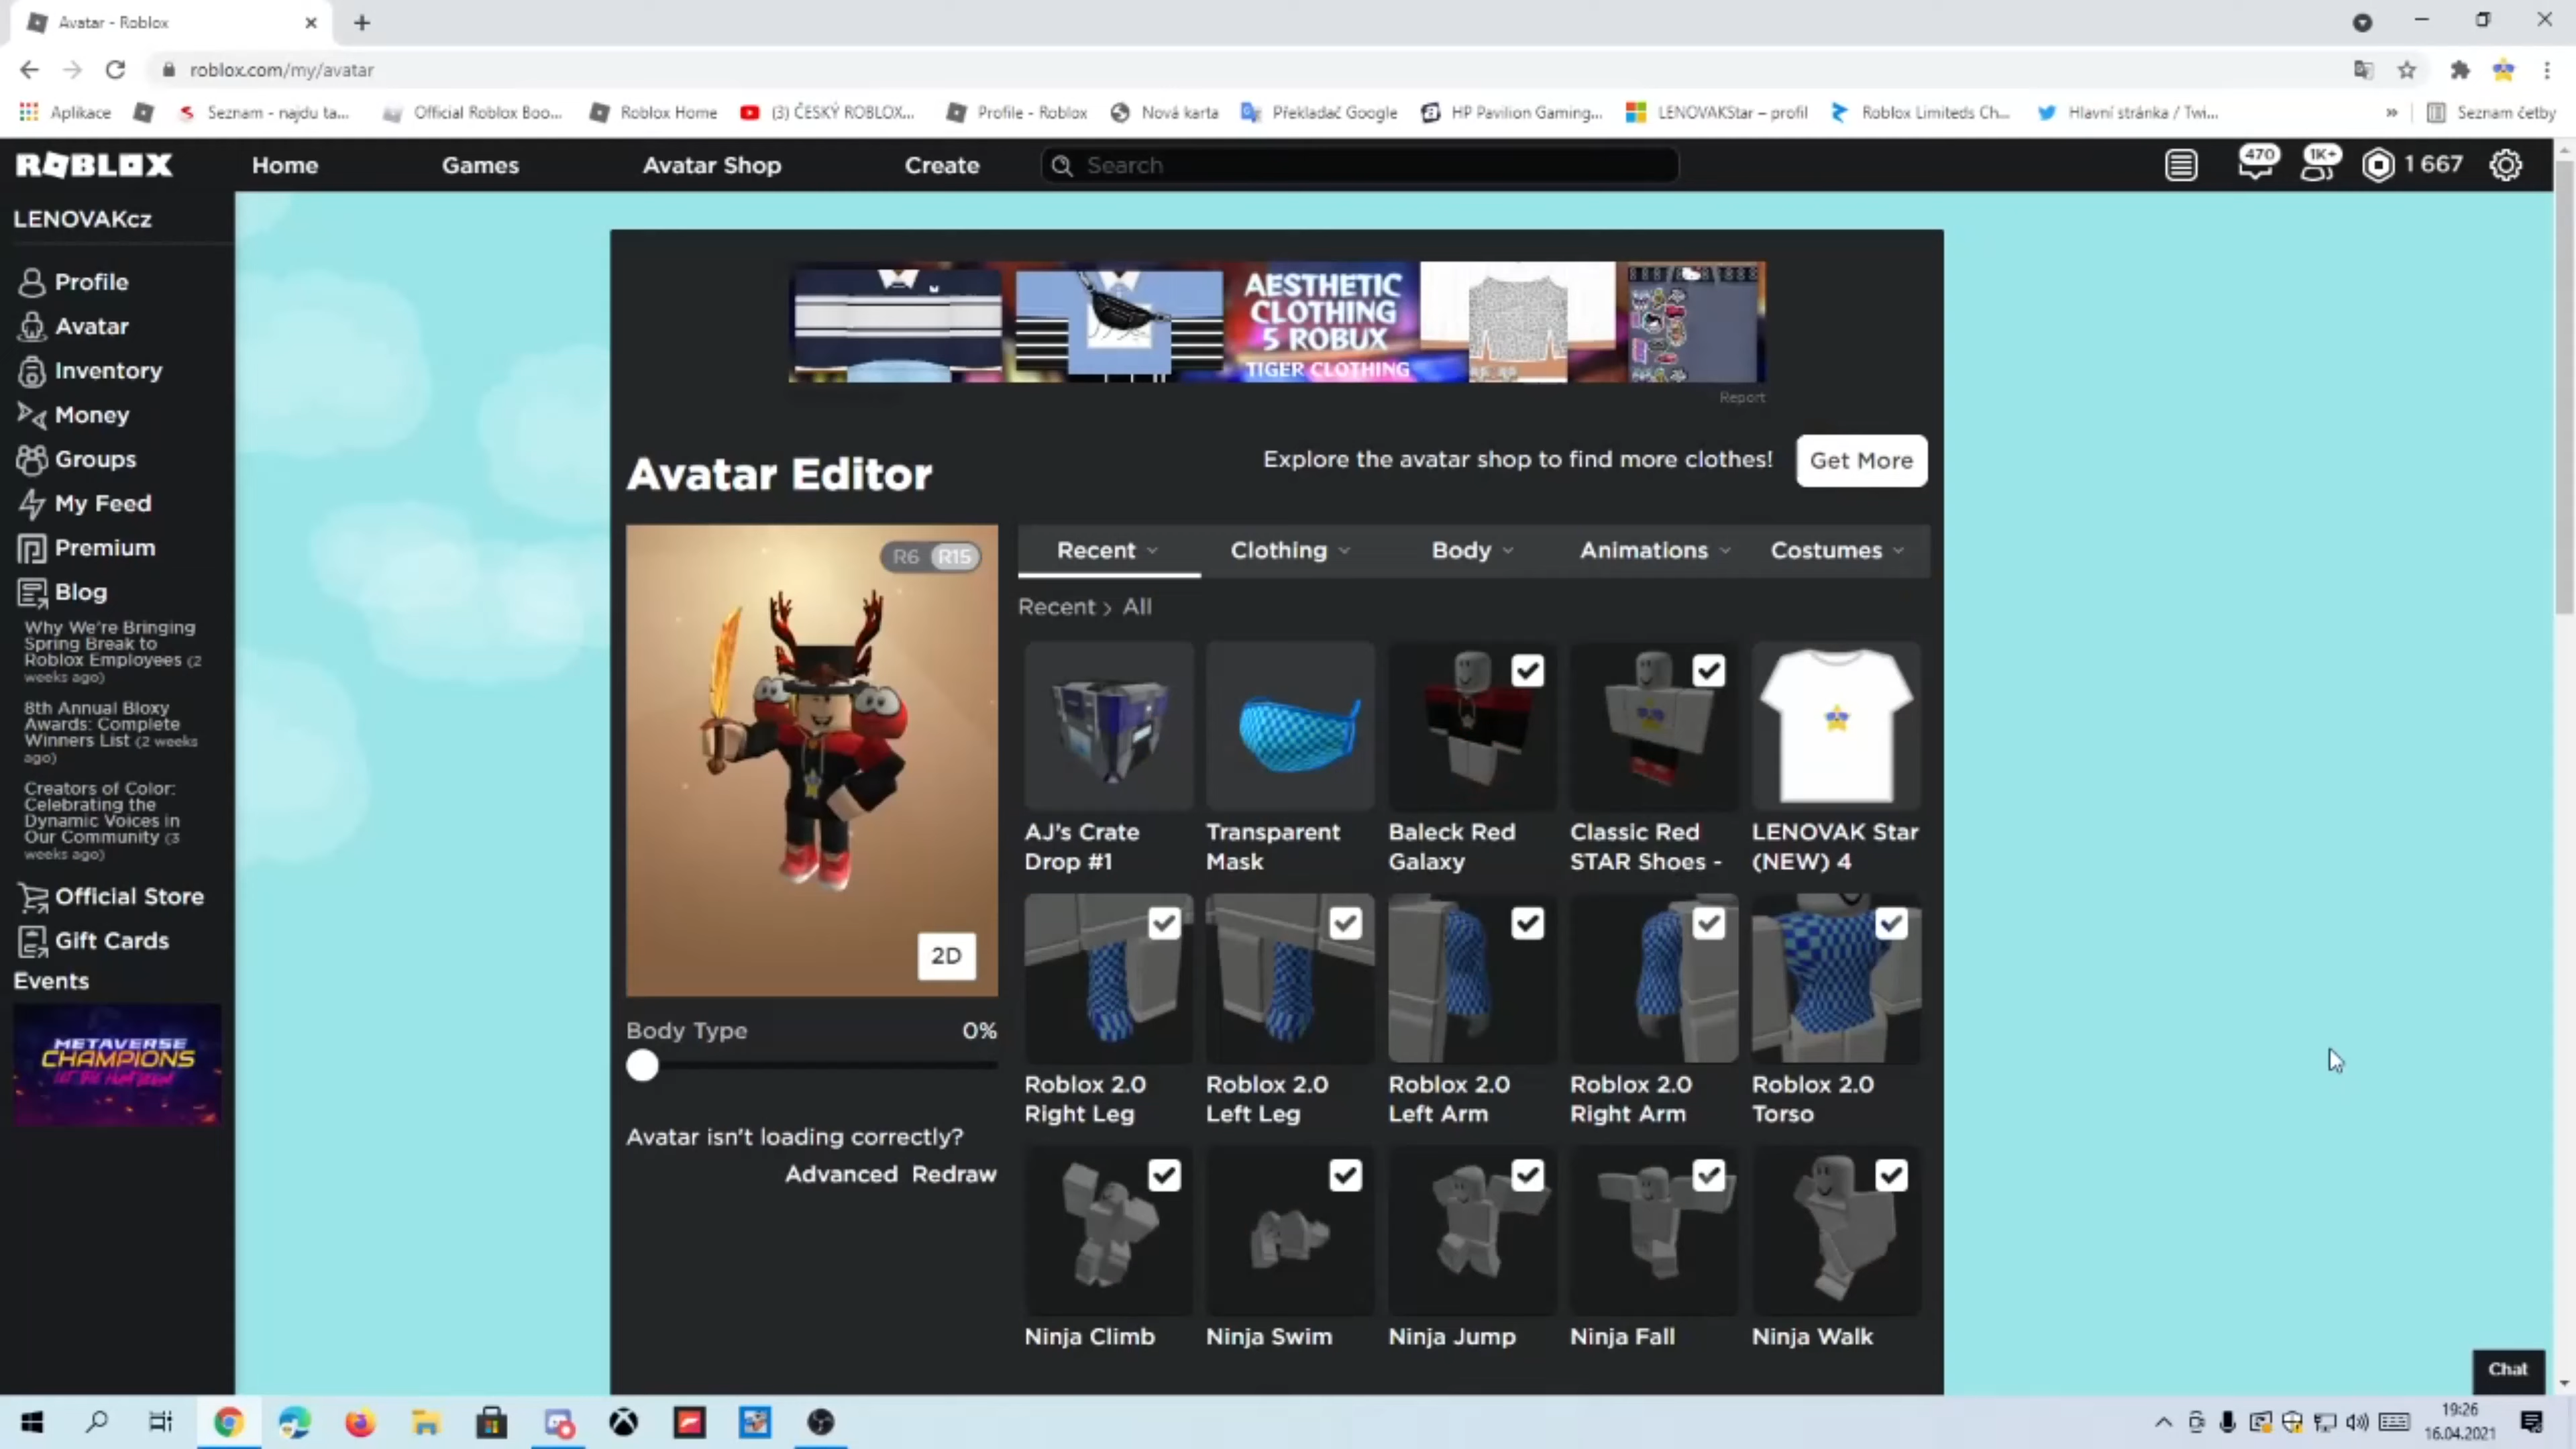 Avatar - Roblox
roblox.com/my/avatar
Aplikace
Seznam - najdu ta...
Official Roblox Boo...
Roblox Home
(3) ČESKÝ ROBLOX...
Profile - Roblox
Nová karta
Překladač Google
HP Pavilion Gaming...
LENOVAKStar – profil
Roblox Limiteds Ch...
Hlavní stránka / Twi...
»
Seznam četby
ROBLOX
Home
Games
Avatar Shop
Create
Search
470
1K+
1 667
LENOVAKcz
Profile
Avatar
Inventory
Money
Groups
My Feed
Premium
Blog
Why We're Bringing
Spring Break to
Roblox Employees (2
weeks ago)
8th Annual Bloxy
Awards: Complete
Winners List (2 weeks
ago)
Creators of Color:
Celebrating the
Dynamic Voices in
Our Community (3
weeks ago)
Official Store
Gift Cards
Events
METAVERSE
CHAMPIONS
AESTHETIC
CLOTHING
5 ROBUX
TIGER CLOTHING
Report
Avatar Editor
Explore the avatar shop to find more clothes!
Get More
R6 R15
2D
Body Type 0%
Avatar isn't loading correctly?
Advanced Redraw
Recent
Clothing
Body
Animations
Costumes
Recent > All
AJ's Crate
Drop #1
Transparent
Mask
Baleck Red
Galaxy
Classic Red
STAR Shoes -
LENOVAK Star
(NEW) 4
Roblox 2.0
Right Leg
Roblox 2.0
Left Leg
Roblox 2.0
Left Arm
Roblox 2.0
Right Arm
Roblox 2.0
Torso
Ninja Climb
Ninja Swim
Ninja Jump
Ninja Fall
Ninja Walk
Chat
19:26
16.04.2021